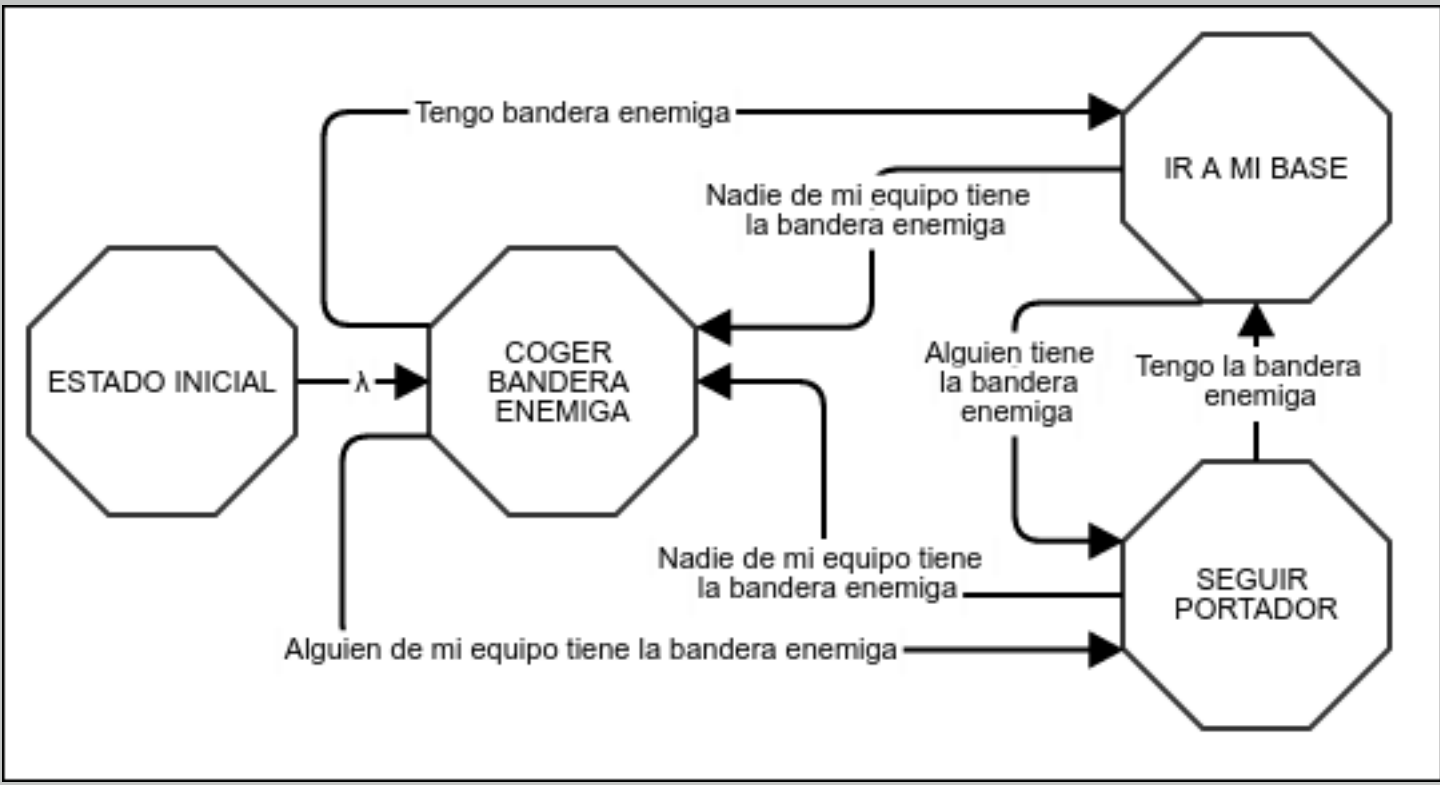 Tengo bandera enemiga
IR A MI BASE
Nadie de mi equipo tiene
la bandera enemiga
ESTADO INICIAL
λ
COGER
BANDERA
ENEMIGA
Alguien tiene
la bandera
enemiga
Tengo la bandera
enemiga
Nadie de mi equipo tiene
la bandera enemiga
SEGUIR
PORTADOR
Alguien de mi equipo tiene la bandera enemiga